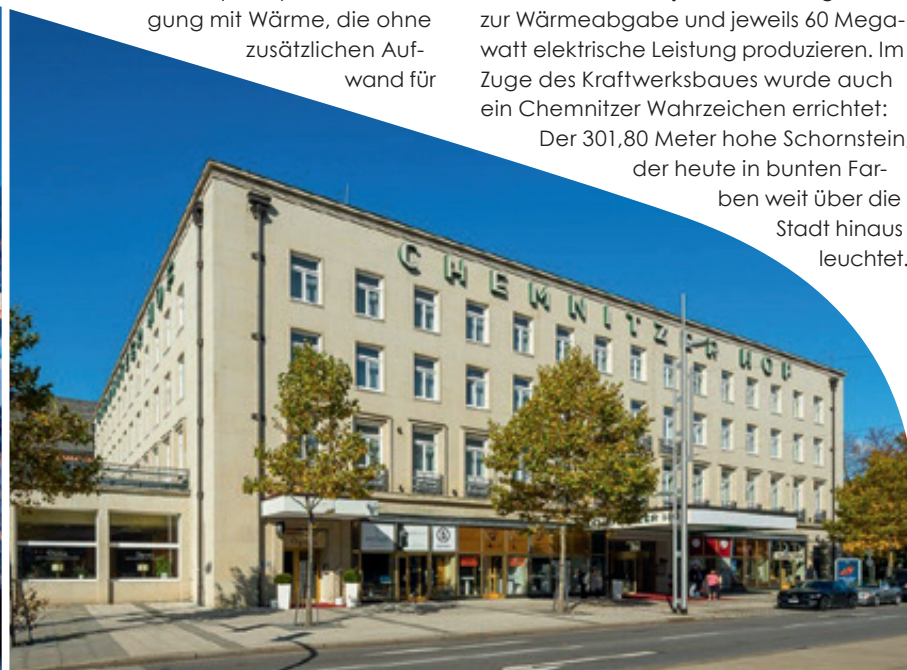 gung mit Wärme, die ohne
zusätzlichen Auf-
wand für
zur Wärmeabgabe und jeweils 60 Mega-
watt elektrische Leistung produzieren. Im
Zuge des Kraftwerksbaues wurde auch
ein Chemnitzer Wahrzeichen errichtet:
Der 301,80 Meter hohe Schornstein,
der heute in bunten Far-
ben weit über die
Stadt hinaus
leuchtet.
CHEMNITZER HOF